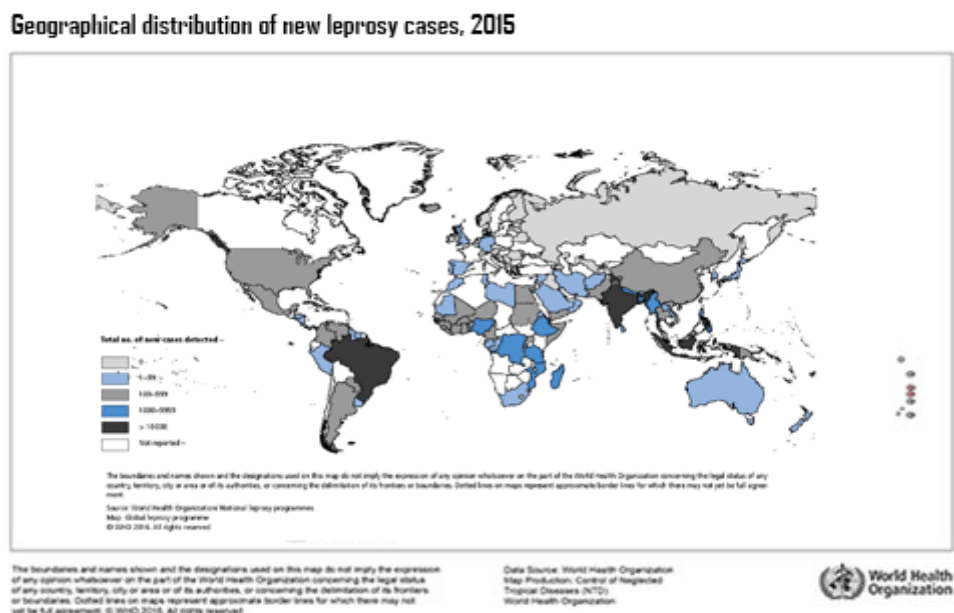 Geographical distribution of new leprosy cases, 2015
Total no. of new cases detected –
0
1–99
100–999
1000–9999
> 10000
Not reported –
The boundaries and names shown and the designations used on this map do not imply the expression of any opinion whatsoever on the part of the World Health Organization concerning the legal status of any
country, territory, city or area or of its authorities, or concerning the delimitation of its frontiers or boundaries. Dotted lines on maps represent approximate border lines for which there may not yet be full agree-
ment.
Source: World Health Organization National leprosy programmes
Map: Global leprosy programme
© WHO 2016. All rights reserved
The boundaries and names shown and the designations used on this map do not imply the expression
of any opinion whatsoever on the part of the World Health Organization concerning the legal status
of any country, territory, city or area or of its authorities, or concerning the delimitation of its frontiers
or boundaries. Dotted lines on maps represent approximate border lines for which there may not
yet be full agreement. © WHO 2016. All rights reserved
Data Source: World Health Organization
Map Production: Control of Neglected
Tropical Diseases (NTD)
World Health Organization
World Health
Organization